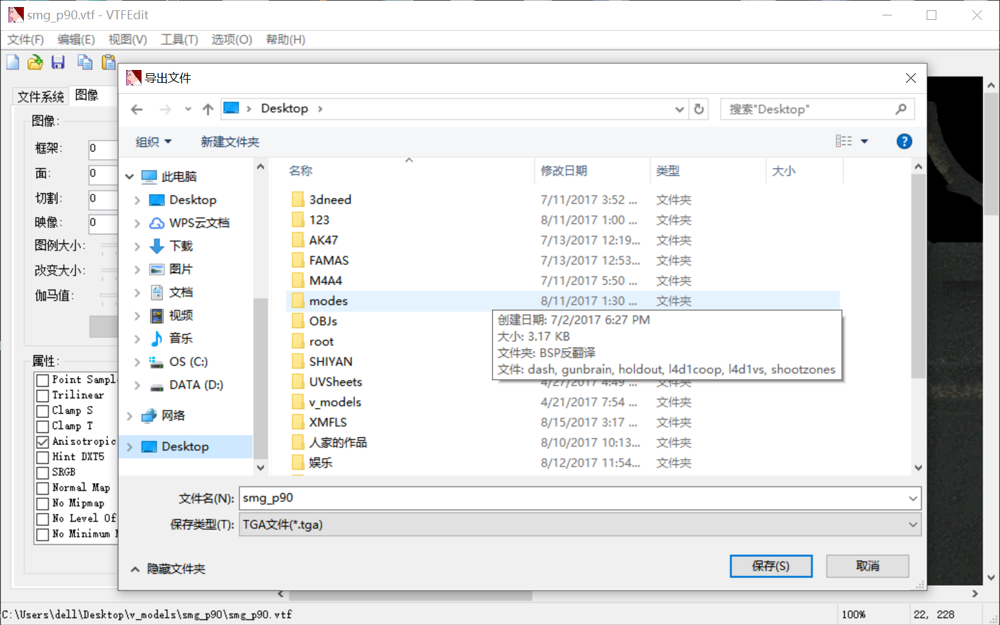 smg_p90.vtf - VTFEdit
文件(F) 编辑(E) 视图(V) 工具(T) 选项(O) 帮助(H)
文件系统 图像
图像:
框架: 0
面: 0
切割: 0
映像: 0
图例大小:
改变大小:
伽马值:
属性:
Point Sampl
Trilinear
Clamp S
Clamp T
Anisotropic
Hint DXT5
SRGB
Normal Map
No Mipmap
No Level Of
No Minimum
导出文件
Desktop
搜索"Desktop"
组织 新建文件夹
此电脑
Desktop
WPS云文档
下载
图片
文档
视频
音乐
OS (C:)
DATA (D:)
网络
Desktop
名称 修改日期 类型 大小
3dneed 7/11/2017 3:52 ... 文件夹
123 8/11/2017 1:00 ... 文件夹
AK47 7/13/2017 12:19... 文件夹
FAMAS 7/13/2017 12:53... 文件夹
M4A4 7/11/2017 5:50 ... 文件夹
modes 8/11/2017 1:30 ... 文件夹
OBJs
root
SHIYAN
UVSheets 4/27/2017 4:49 ... 文件夹
v_models 4/21/2017 7:54 ... 文件夹
XMFLS 8/15/2017 3:17 ... 文件夹
人家的作品 8/10/2017 10:13... 文件夹
娱乐 8/12/2017 11:54... 文件夹
创建日期: 7/2/2017 6:27 PM
大小: 3.17 KB
文件夹: BSP反翻译
文件: dash, gunbrain, holdout, l4d1coop, l4d1vs, shootzones
文件名(N): smg_p90
保存类型(T): TGA文件(*.tga)
隐藏文件夹
保存(S) 取消
C:\Users\dell\Desktop\v_models\smg_p90\smg_p90.vtf 100% 22, 228